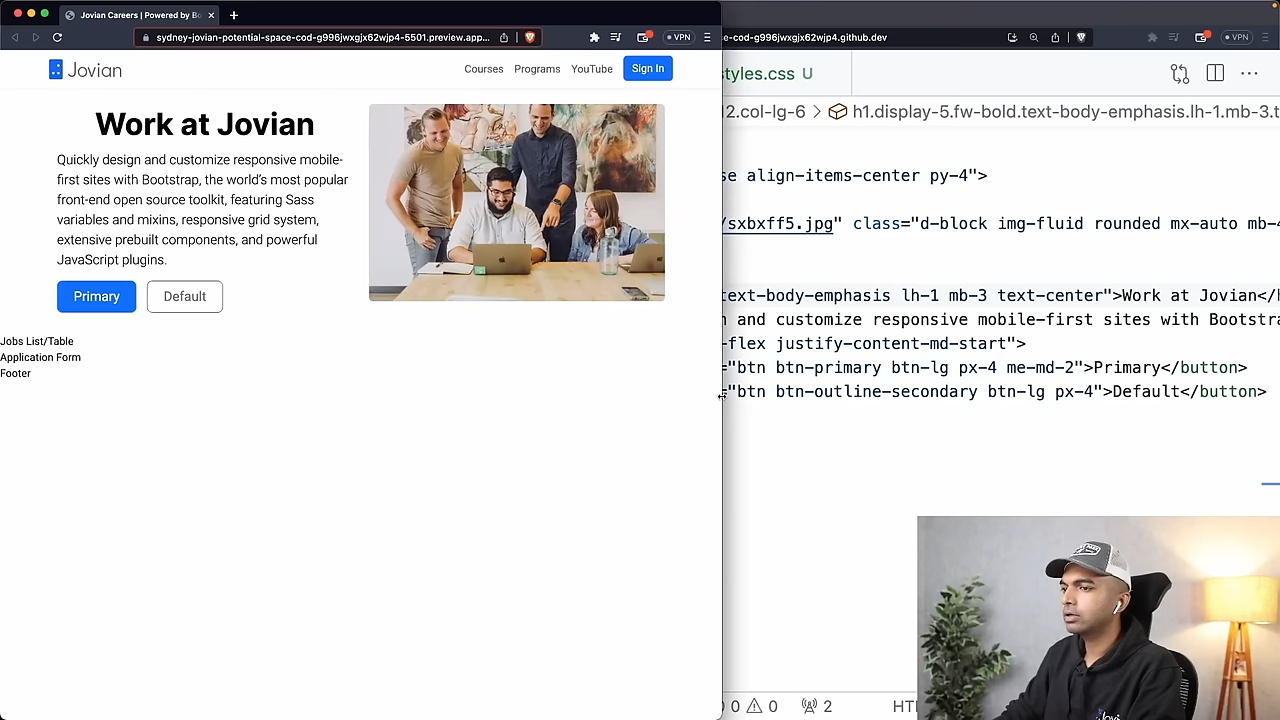 Jovian Careers | Powered by Bo
sydney-jovian-potential-space-cod-g996jwxgjx62wjp4-5501.preview.app...
VPN
Jovian
Courses
Programs
YouTube
Sign In
Work at Jovian
Quickly design and customize responsive mobile-
first sites with Bootstrap, the world's most popular
front-end open source toolkit, featuring Sass
variables and mixins, responsive grid system,
extensive prebuilt components, and powerful
JavaScript plugins.
Primary
Default
Jobs List/Table
Application Form
Footer
ce-cod-g996jwxgjx62wjp4.github.dev
VPN
styles.css U
2.col-lg-6 > h1.display-5.fw-bold.text-body-emphasis.lh-1.mb-3.t
se align-items-center py-4">
/sxbxff5.jpg" class="d-block img-fluid rounded mx-auto mb-4
text-body-emphasis lh-1 mb-3 text-center">Work at Jovian</h
n and customize responsive mobile-first sites with Bootstra
-flex justify-content-md-start">
="btn btn-primary btn-lg px-4 me-md-2">Primary</button>
="btn btn-outline-secondary btn-lg px-4">Default</button>
0 0 2
HT